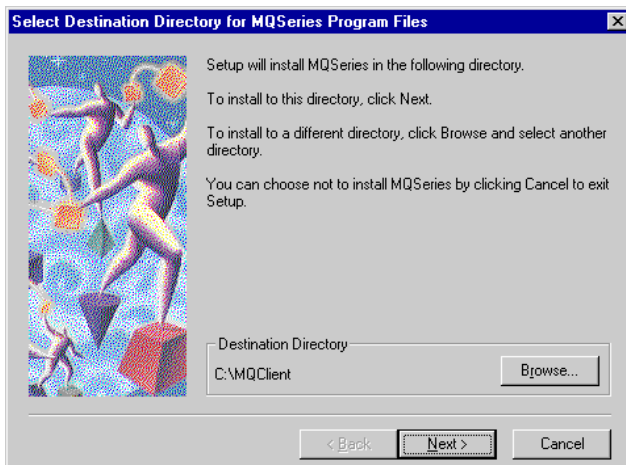 Select Destination Directory for MQSeries Program Files
Setup will install MQSeries in the following directory.
To install to this directory, click Next.
To install to a different directory, click Browse and select another
directory.
You can choose not to install MQSeries by clicking Cancel to exit
Setup.
Destination Directory
C:\MQClient
Browse...
< Back
Next >
Cancel